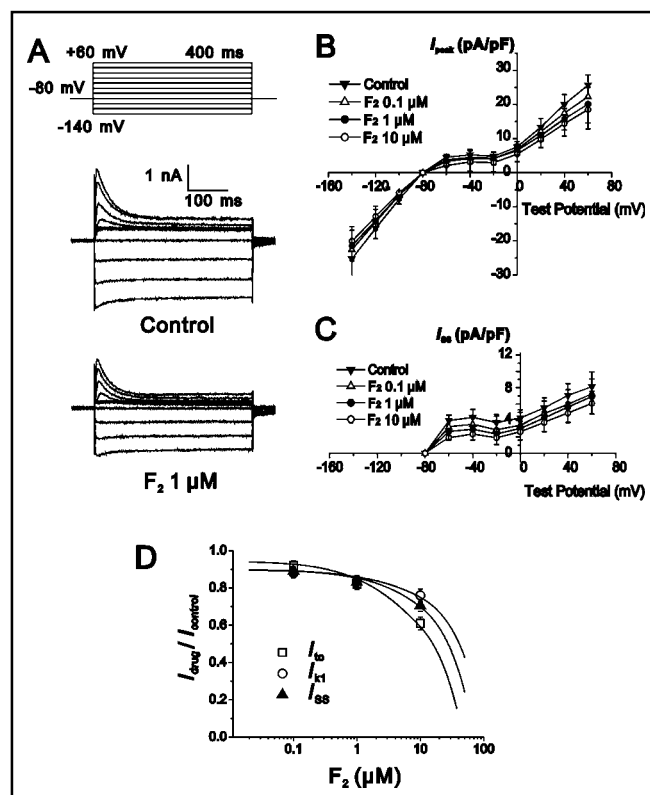 A
+60 mV
400 ms
-80 mV
-140 mV
1 nA
100 ms
Control
F2 1 µM
B
Ipeak (pA/pF)
Control
F2 0.1 µM
F2 1 µM
F2 10 µM
30
20
10
-160 -120 -80 -40 0 40 60 80
Test Potential (mV)
-10
-20
-30
C
Iss (pA/pF)
Control
F2 0.1 µM
F2 1 µM
F2 10 µM
12
8
4
0
-160 -120 -80 -40 0 40 80
Test Potential (mV)
D
Idrug / Icontrol
1.0
0.8
0.6
0.4
0.2
0.0
Ito
Ik1
Iss
0.1 1 10 100
F2 (µM)